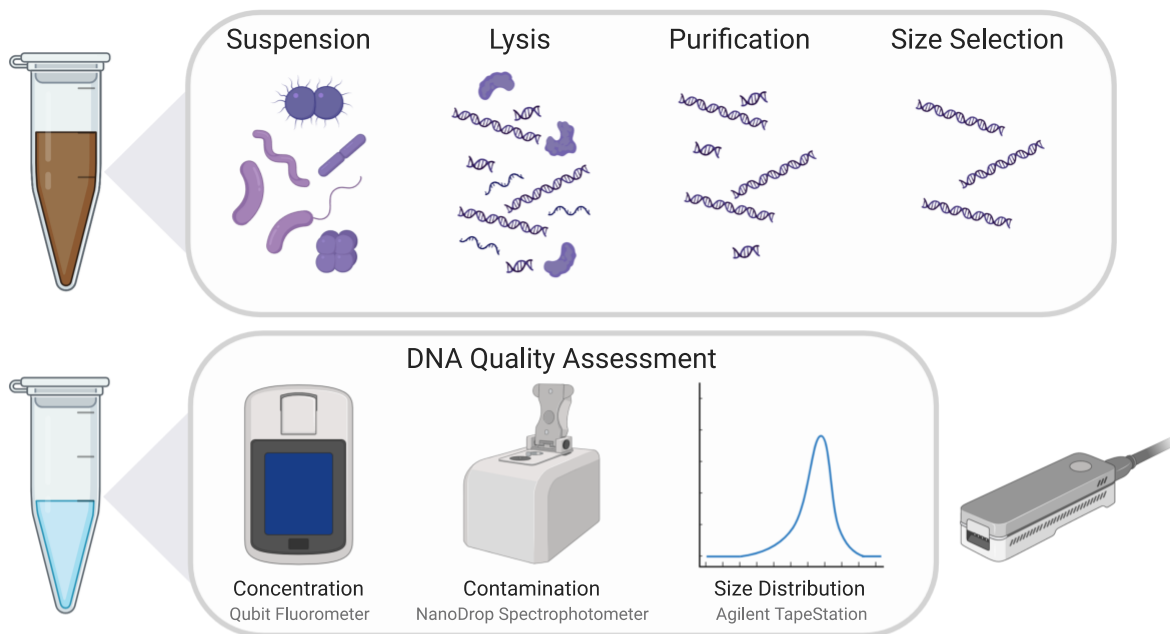 Suspension
Lysis
Purification
Size Selection
DNA Quality Assessment
Concentration
Qubit Fluorometer
Contamination
NanoDrop Spectrophotometer
Size Distribution
Agilent TapeStation